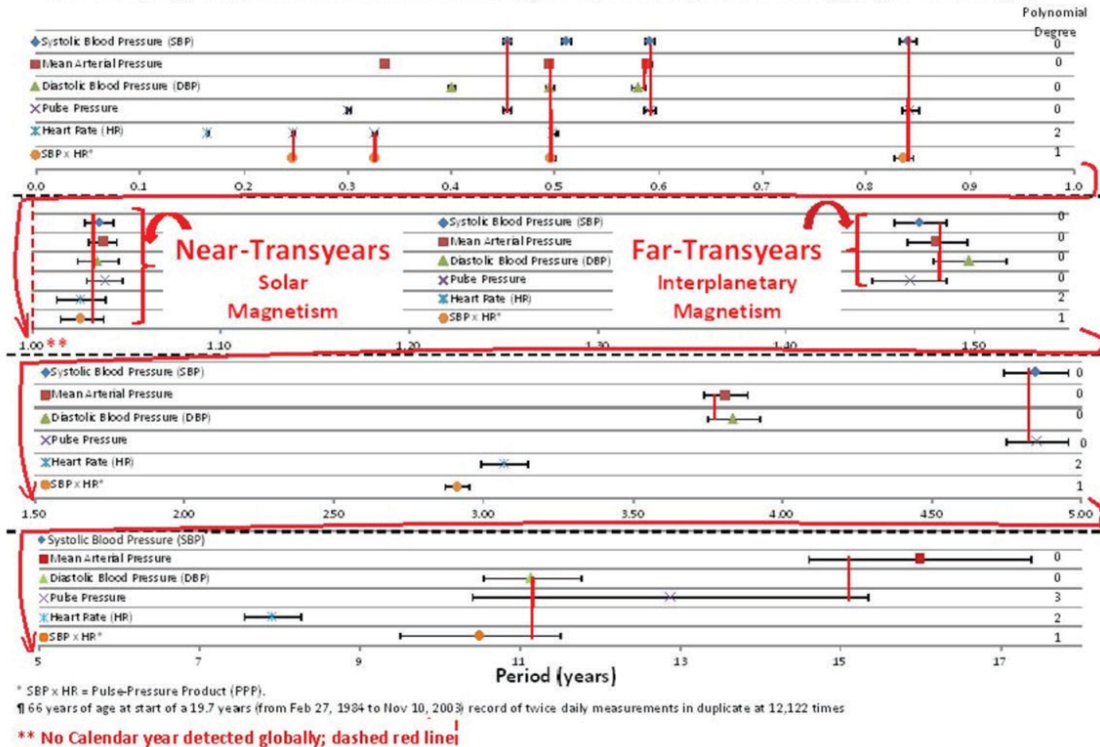 Polynomial
Degree
Systolic Blood Pressure (SBP) 0
Mean Arterial Pressure 0
Diastolic Blood Pressure (DBP) 0
Pulse Pressure 0
Heart Rate (HR) 2
SBP x HR* 1
0.0 0.1 0.2 0.3 0.4 0.5 0.6 0.7 0.8 0.9 1.0
Systolic Blood Pressure (SBP) 0
Mean Arterial Pressure 0
Diastolic Blood Pressure (DBP) 0
Pulse Pressure 0
Heart Rate (HR) 2
SBP x HR* 1
Near-Transyears
Solar
Magnetism
Far-Transyears
Interplanetary
Magnetism
1.00 ** 1.10 1.20 1.30 1.40 1.50
Systolic Blood Pressure (SBP) 0
Mean Arterial Pressure 0
Diastolic Blood Pressure (DBP) 0
Pulse Pressure 0
Heart Rate (HR) 2
SBP x HR* 1
1.50 2.00 2.50 3.00 3.50 4.00 4.50 5.00
Systolic Blood Pressure (SBP)
Mean Arterial Pressure 0
Diastolic Blood Pressure (DBP) 0
Pulse Pressure 3
Heart Rate (HR) 2
SBP x HR* 1
5 7 9 11 13 15 17
Period (years)
* SBP x HR = Pulse-Pressure Product (PPP).
¶ 66 years of age at start of a 19.7 years (from Feb 27, 1984 to Nov 10, 2003) record of twice daily measurements in duplicate at 12,122 times
** No Calendar year detected globally; dashed red line